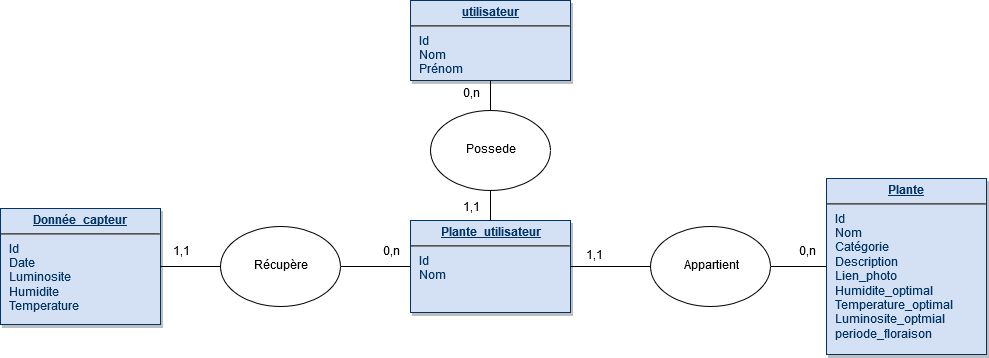 utilisateur
Id
Nom
Prénom
0,n
Possede
1,1
Donnée_capteur
Id
Date
Luminosite
Humidite
Temperature
1,1
Récupère
0,n
Plante_utilisateur
Id
Nom
1,1
Appartient
0,n
Plante
Id
Nom
Catégorie
Description
Lien_photo
Humidite_optimal
Temperature_optimal
Luminosite_optmial
periode_floraison